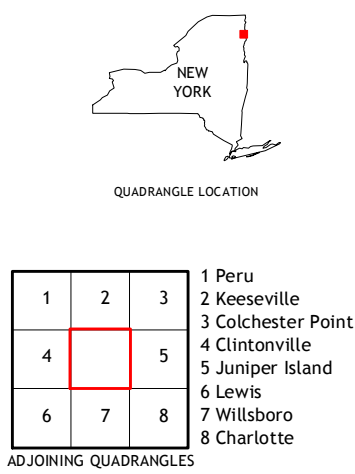 NEW
YORK
QUADRANGLE LOCATION
1 2 3
4 5
6 7 8
1 Peru
2 Keeseville
3 Colchester Point
4 Clintonville
5 Juniper Island
6 Lewis
7 Willsboro
8 Charlotte
ADJOINING QUADRANGLES